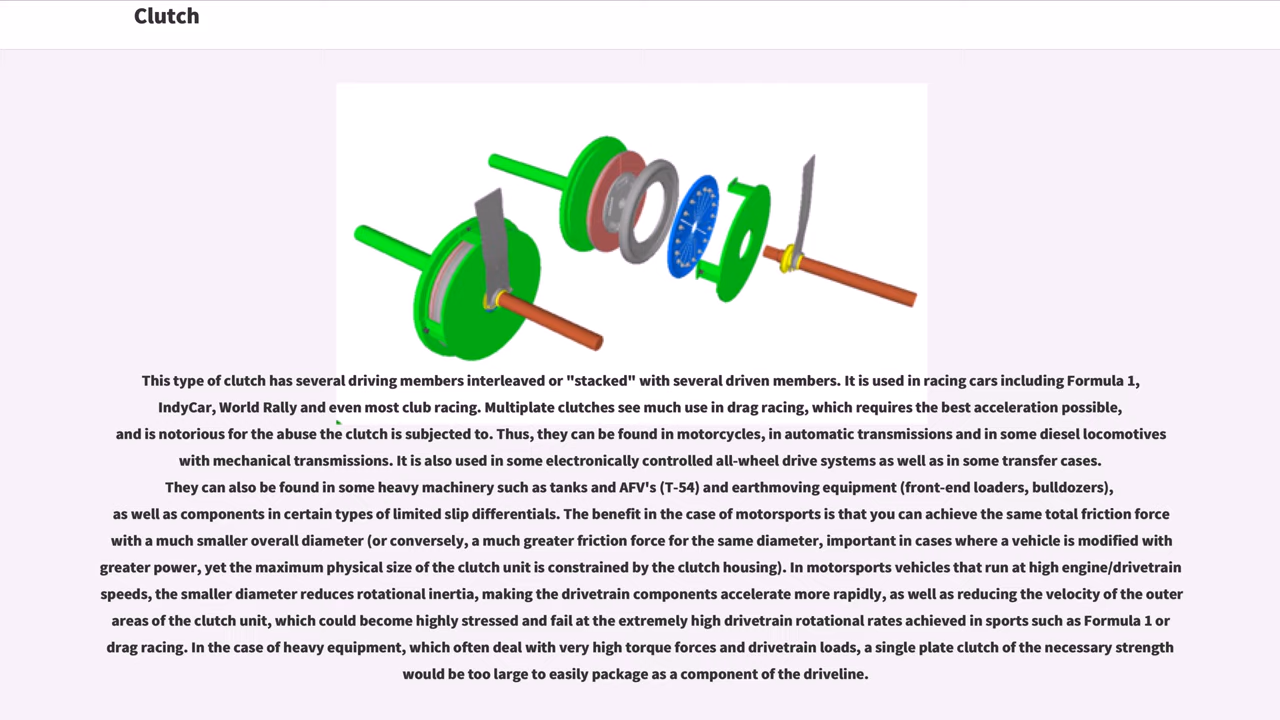 Clutch
This type of clutch has several driving members interleaved or "stacked" with several driven members. It is used in racing cars including Formula 1,
IndyCar, World Rally and even most club racing. Multiplate clutches see much use in drag racing, which requires the best acceleration possible,
and is notorious for the abuse the clutch is subjected to. Thus, they can be found in motorcycles, in automatic transmissions and in some diesel locomotives
with mechanical transmissions. It is also used in some electronically controlled all-wheel drive systems as well as in some transfer cases.
They can also be found in some heavy machinery such as tanks and AFV's (T-54) and earthmoving equipment (front-end loaders, bulldozers),
as well as components in certain types of limited slip differentials. The benefit in the case of motorsports is that you can achieve the same total friction force
with a much smaller overall diameter (or conversely, a much greater friction force for the same diameter, important in cases where a vehicle is modified with
greater power, yet the maximum physical size of the clutch unit is constrained by the clutch housing). In motorsports vehicles that run at high engine/drivetrain
speeds, the smaller diameter reduces rotational inertia, making the drivetrain components accelerate more rapidly, as well as reducing the velocity of the outer
areas of the clutch unit, which could become highly stressed and fail at the extremely high drivetrain rotational rates achieved in sports such as Formula 1 or
drag racing. In the case of heavy equipment, which often deal with very high torque forces and drivetrain loads, a single plate clutch of the necessary strength
would be too large to easily package as a component of the driveline.